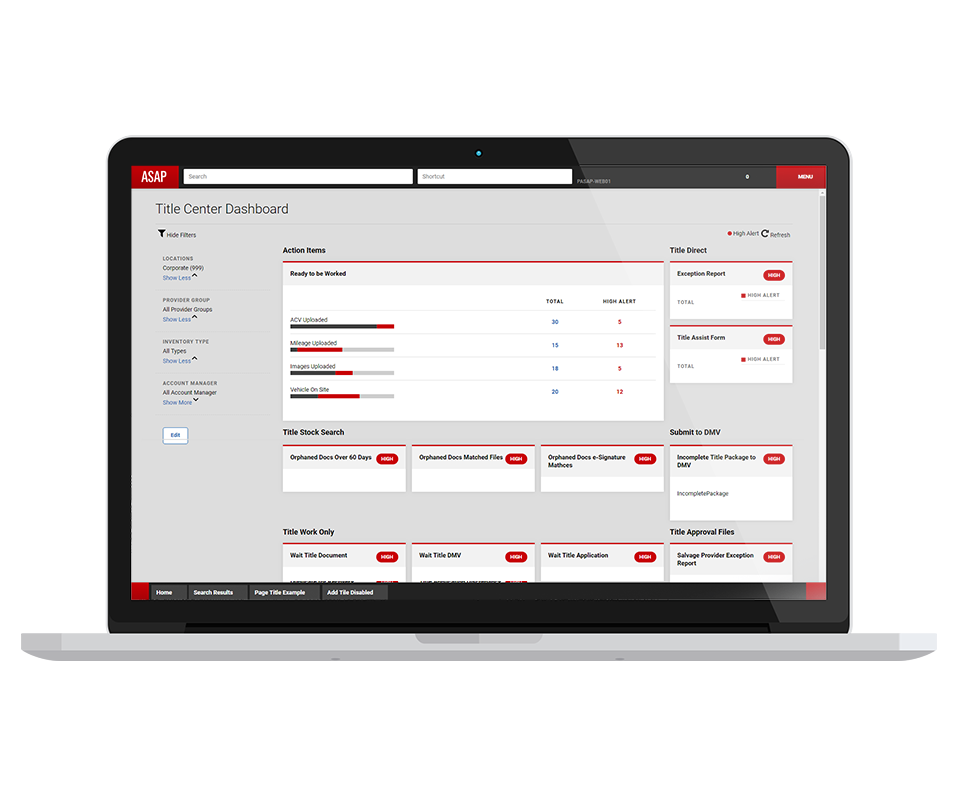 ASAP
Search
Shortcut
PASAP-WEB01
0
MENU
Title Center Dashboard
Hide Filters
High Alert
Refresh
LOCATIONS
Corporate (999)
Show Less
PROVIDER GROUP
All Provider Groups
Show Less
INVENTORY TYPE
All Types
Show Less
ACCOUNT MANAGER
All Account Manager
Show More
Edit
Action Items
Ready to be Worked
TOTAL HIGH ALERT
ACV Uploaded 30 5
Mileage Uploaded 15 13
Images Uploaded 18 5
Vehicle On Site 20 12
Title Direct
Exception Report HIGH
HIGH ALERT
TOTAL
Title Assist Form HIGH
HIGH ALERT
TOTAL
Title Stock Search
Orphaned Docs Over 60 Days HIGH
Orphaned Docs Matched Files HIGH
Orphaned Docs e-Signature
Mathces
HIGH
Submit to DMV
Incomplete Title Package to
DMV
HIGH
IncompletePackage
Title Work Only
Wait Title Document HIGH
Wait Title DMV HIGH
Wait Title Application HIGH
Title Approval Files
Salvage Provider Exception
Report
HIGH
Home
Search Results
Page Title Example
Add Tile Disabled